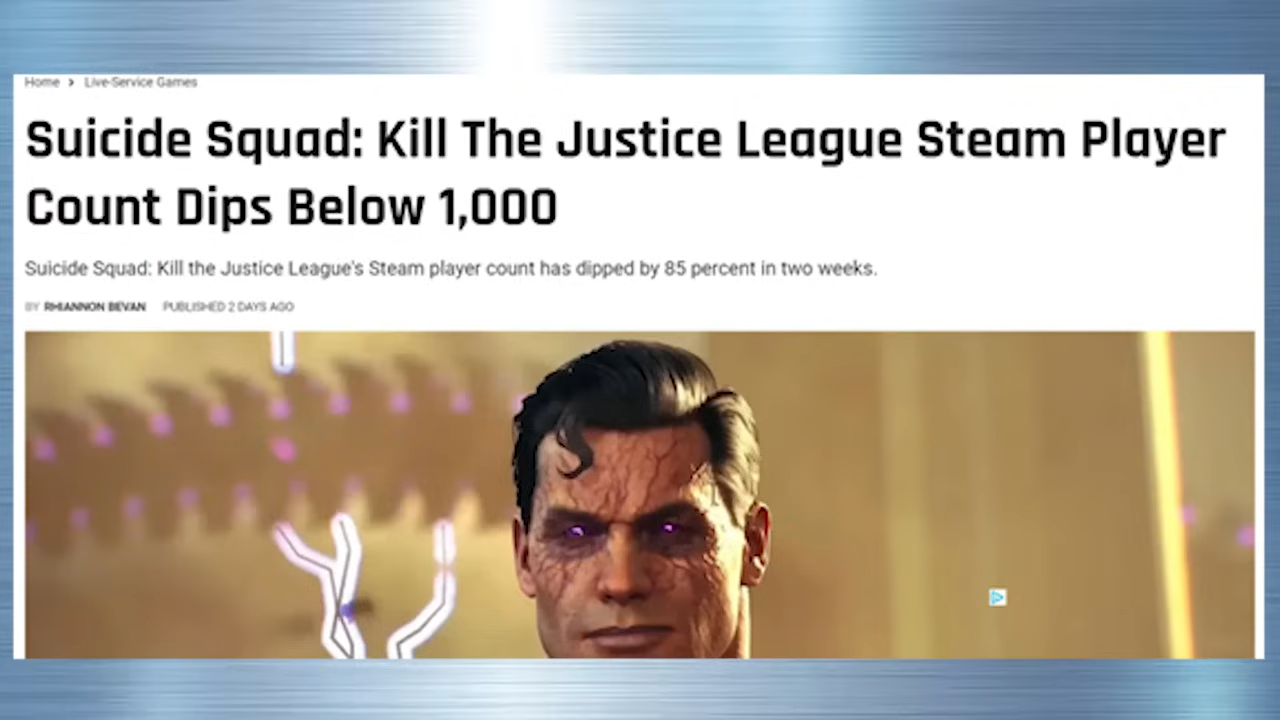 Home > Live-Service Games
Suicide Squad: Kill The Justice League Steam Player
Count Dips Below 1,000
Suicide Squad: Kill the Justice League's Steam player count has dipped by 85 percent in two weeks.
BY RHIANNON BEVAN PUBLISHED 2 DAYS AGO